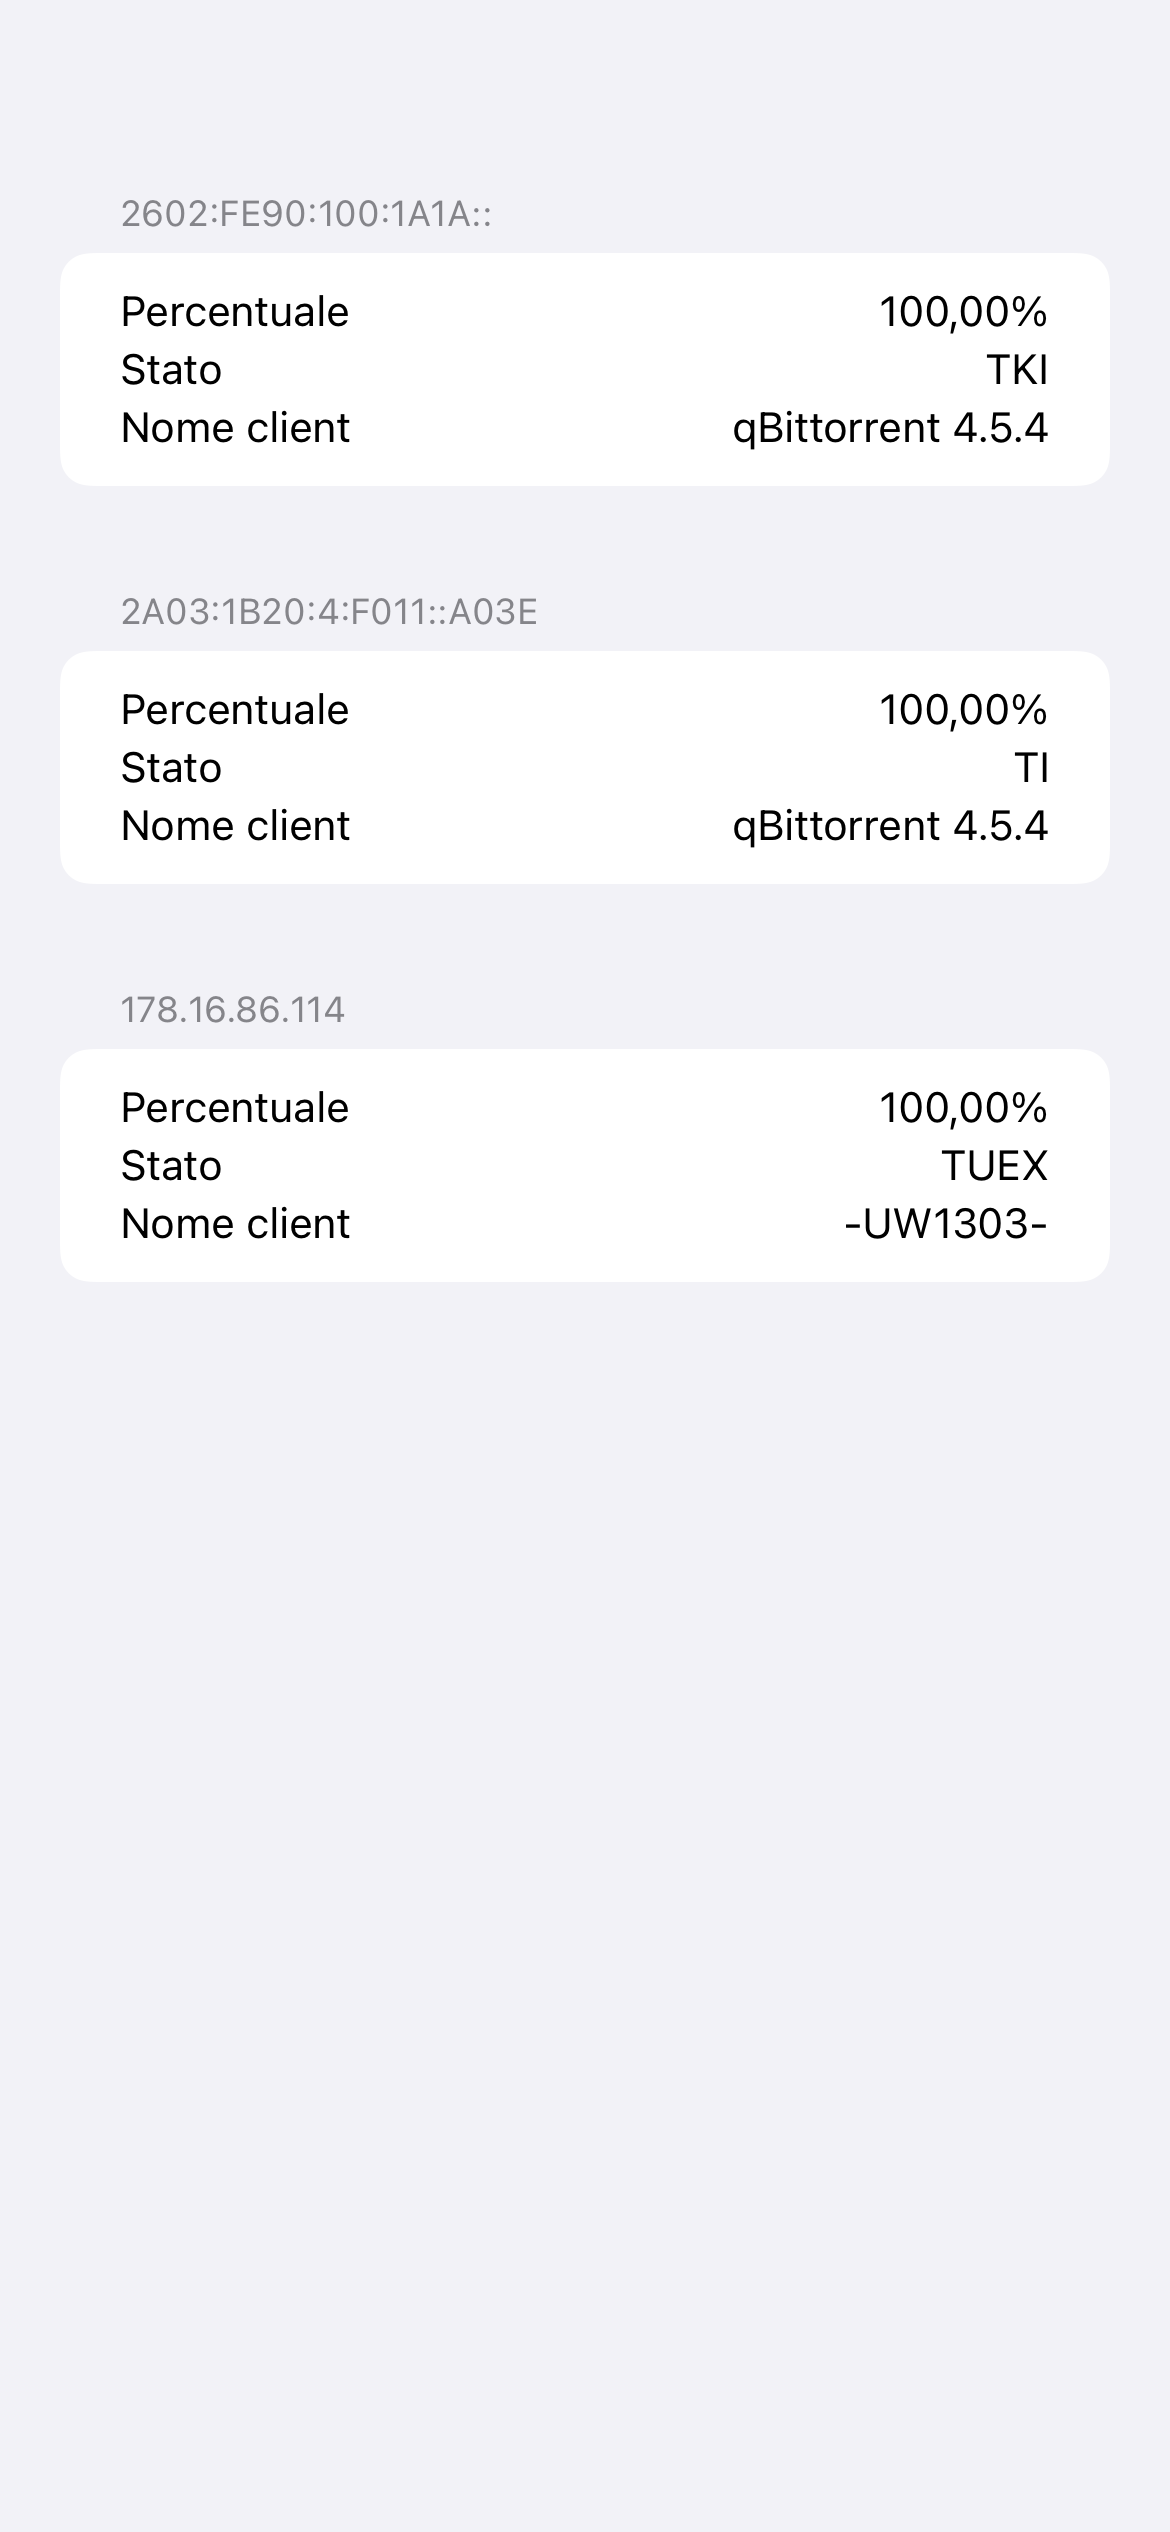 2602:FE90:100:1A1A::
Percentuale 100,00%
Stato TKI
Nome client qBittorrent 4.5.4
2A03:1B20:4:F011::A03E
Percentuale 100,00%
Stato TI
Nome client qBittorrent 4.5.4
178.16.86.114
Percentuale 100,00%
Stato TUEX
Nome client -UW1303-